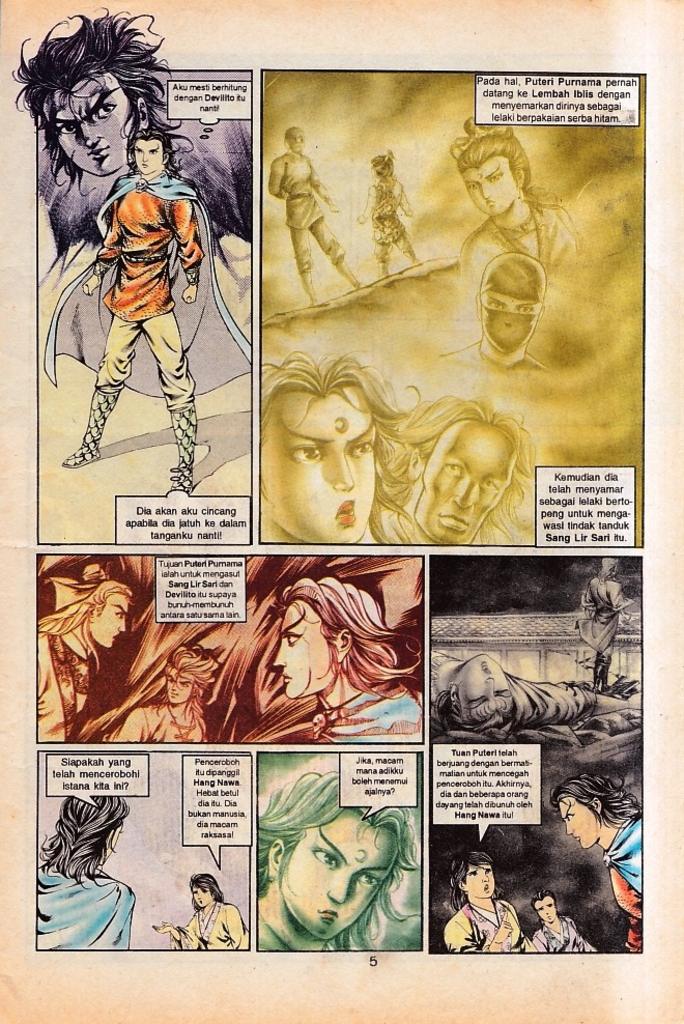 Aku mesti berhitung
dengan Devilito itu
nanti!
Dia akan aku cincang
apabila dia jatuh ke dalam
tanganku nanti!
Pada hal, Puteri Purnama pernah
datang ke Lembah Iblis dengan
menyemarkan dirinya sebagai
lelaki berpakaian serba hitam.
Kemudian dia
telah menyamar
sebagai lelaki berto-
peng untuk menga-
wasi tindak tanduk
Sang Lir Sari itu.
Tujuan Puteri Purnama
ialah untuk mengasut
Sang Lir Sari dan
Devilito itu supaya
bunuh-membunuh
antara satu sama lain.
Siapakah yang
telah mencerobohi
istana kita ini?
Penceroboh
itu dipanggil
Hang Nawa.
Hebat betul
dia itu. Dia
bukan manusia,
dia macam
raksasa!
Jika, macam
mana adikku
boleh menemui
ajalnya?
Tuan Puteri telah
berjuang dengan bermati-
matian untuk mencegah
penceroboh itu. Akhirnya,
dia dan beberapa orang
dayang telah dibunuh oleh
Hang Nawa itu!
5